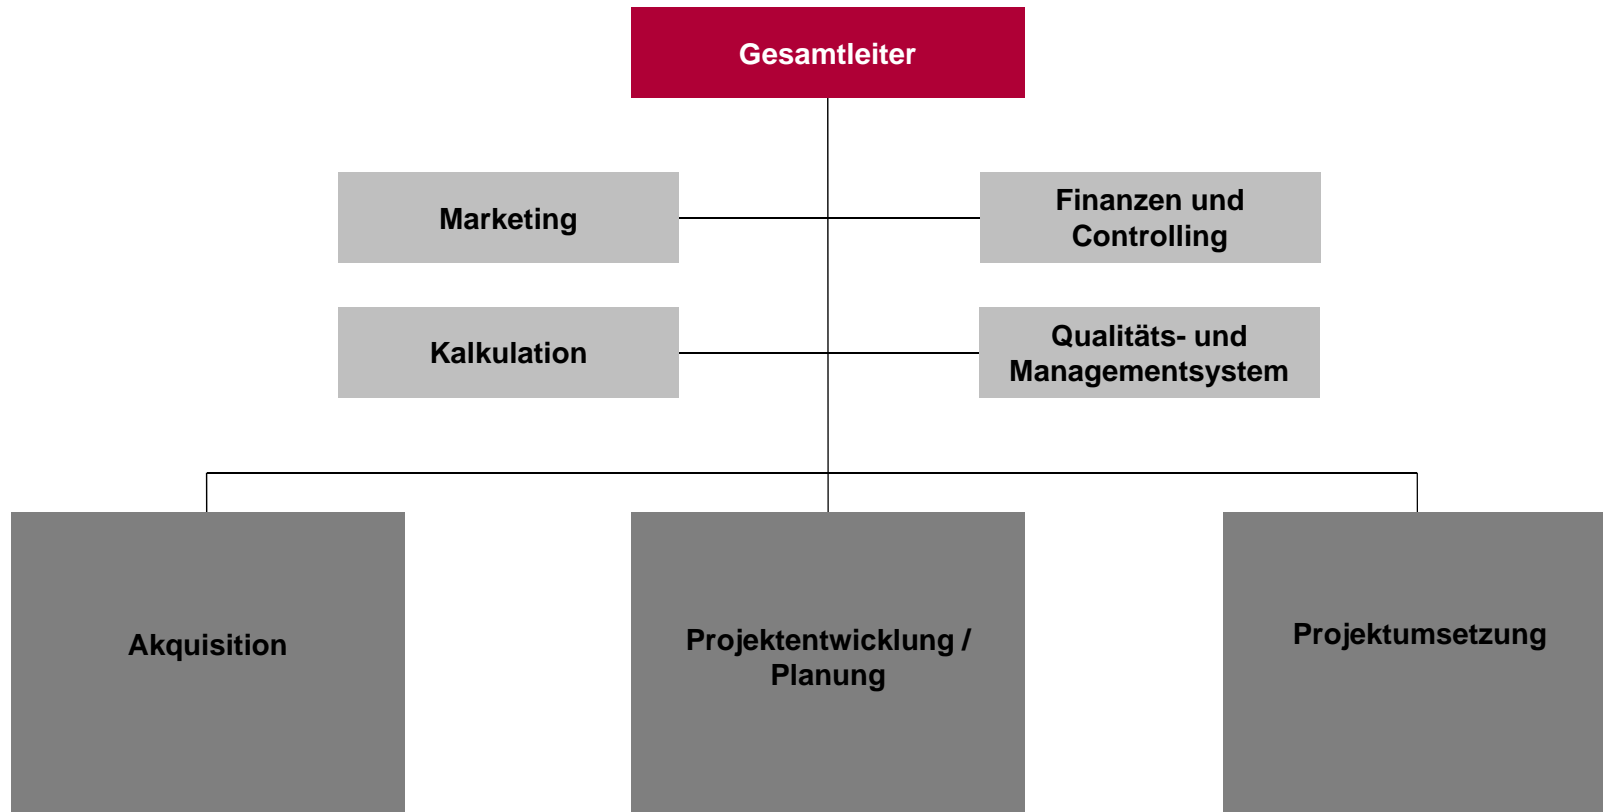 Gesamtleiter
Marketing
Finanzen und
Controlling
Kalkulation
Qualitäts- und
Managementsystem
Akquisition
Projektentwicklung /
Planung
Projektumsetzung